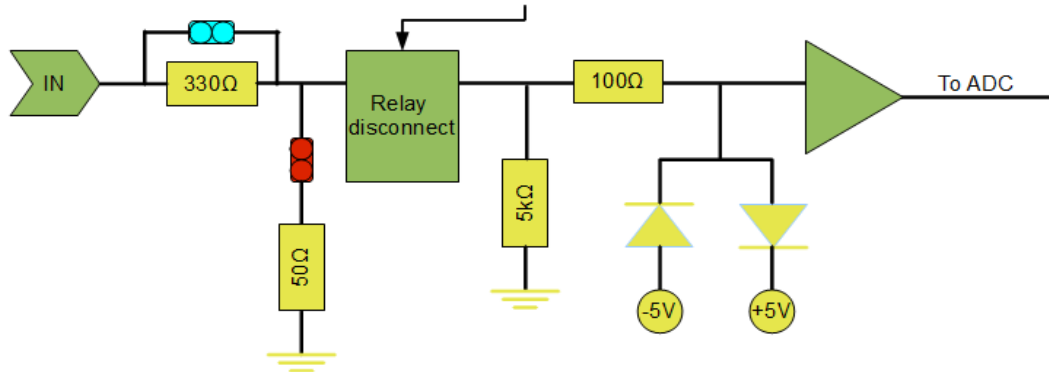 IN
330Ω
Relay
disconnect
100Ω
To ADC
50Ω
5kΩ
-5V
+5V